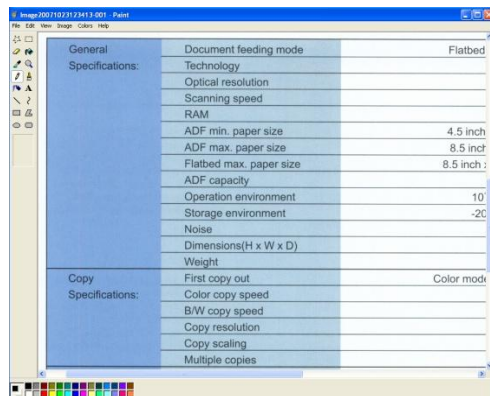 Image20071023123413-001 - Paint
File Edit View Image Colors Help
General Document feeding mode Flatbed
Specifications: Technology
Optical resolution
Scanning speed
RAM
ADF min. paper size 4.5 inch
ADF max. paper size 8.5 inch
Flatbed max. paper size 8.5 inch
ADF capacity
Operation environment 10
Storage environment -20
Noise
Dimensions(H x W x D)
Weight
Copy First copy out Color mode
Specifications: Color copy speed
B/W copy speed
Copy resolution
Copy scaling
Multiple copies